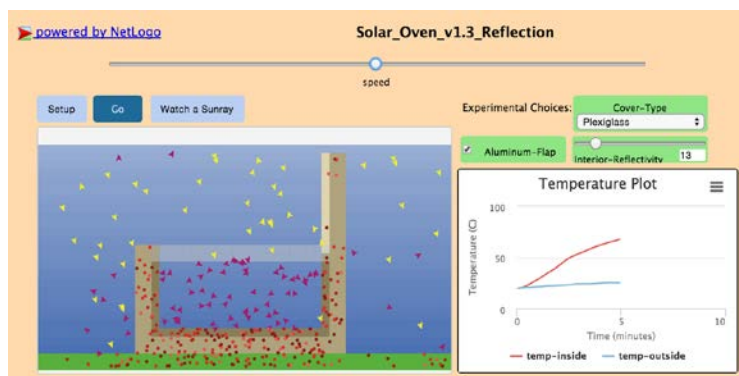 powered by NetLogo
Solar_Oven_v1.3_Reflection
speed
Setup
Go
Watch a Sunray
Experimental Choices:
Cover-Type
Plexiglass
Aluminum-Flap
Interior-Reflectivity
13
Temperature Plot
Temperature (C)
100
50
0
0
5
10
Time (minutes)
temp-inside
temp-outside